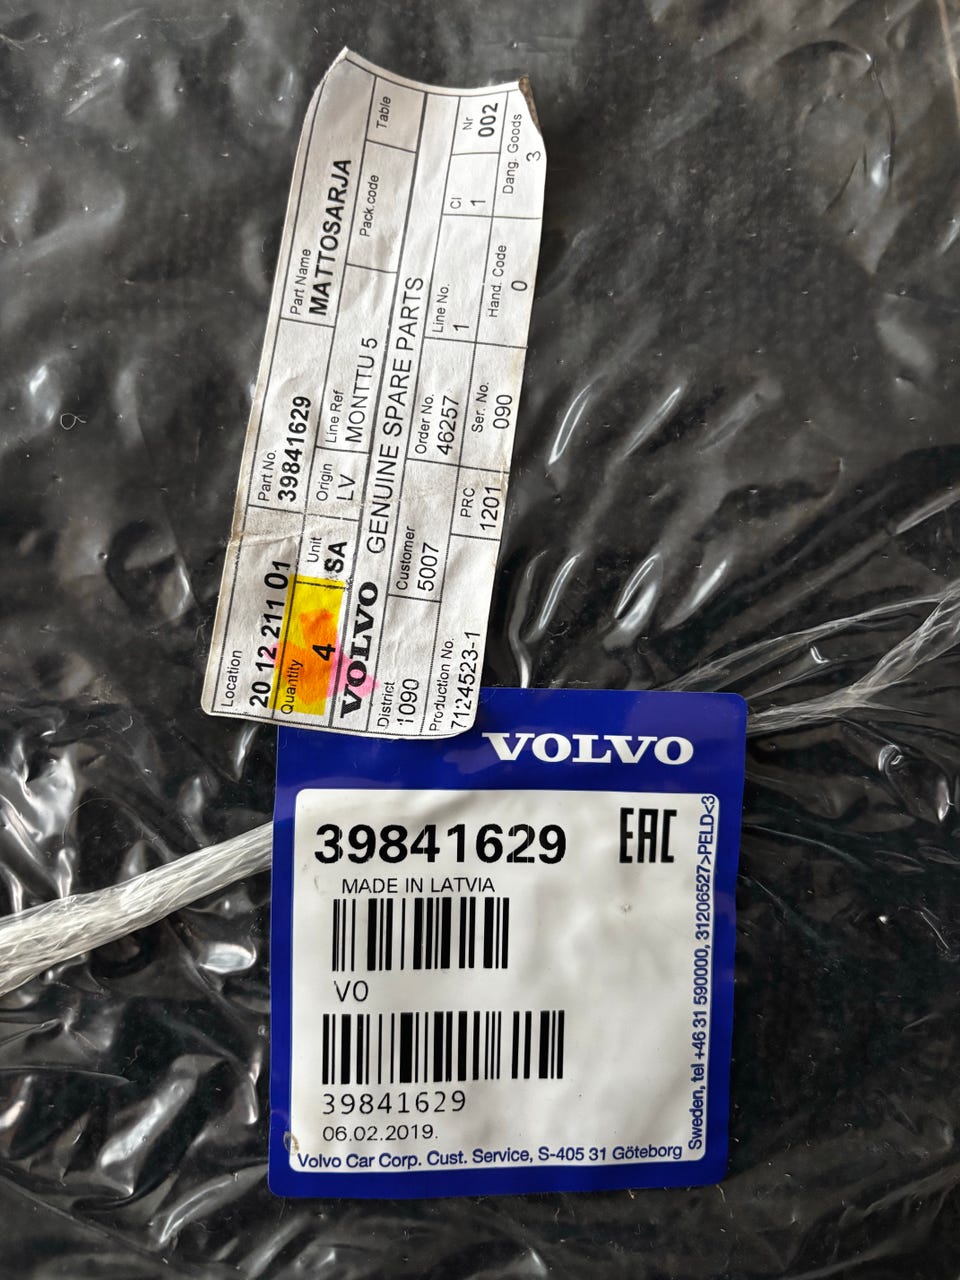 Location
20 12 211 01
Part No.
39841629
Part Name
MATTOSARJA
Quantity
4
Unit
SA
Origin
LV
Line Ref
MONTTU 5
Pack.code
Table
VOLVO GENUINE SPARE PARTS
District
1090
Customer
5007
Order No.
46257
Line No.
1
CI
1
Nr
002
Production No.
7124523-1
PRC
1201
Ser. No.
090
Hand. Code
0
Dang. Goods
3
VOLVO
39841629
EAC
MADE IN LATVIA
VO
39841629
06.02.2019.
Volvo Car Corp. Cust. Service, S-405 31 Göteborg
Sweden, tel +46 31 590000, 31206527>PELD<3